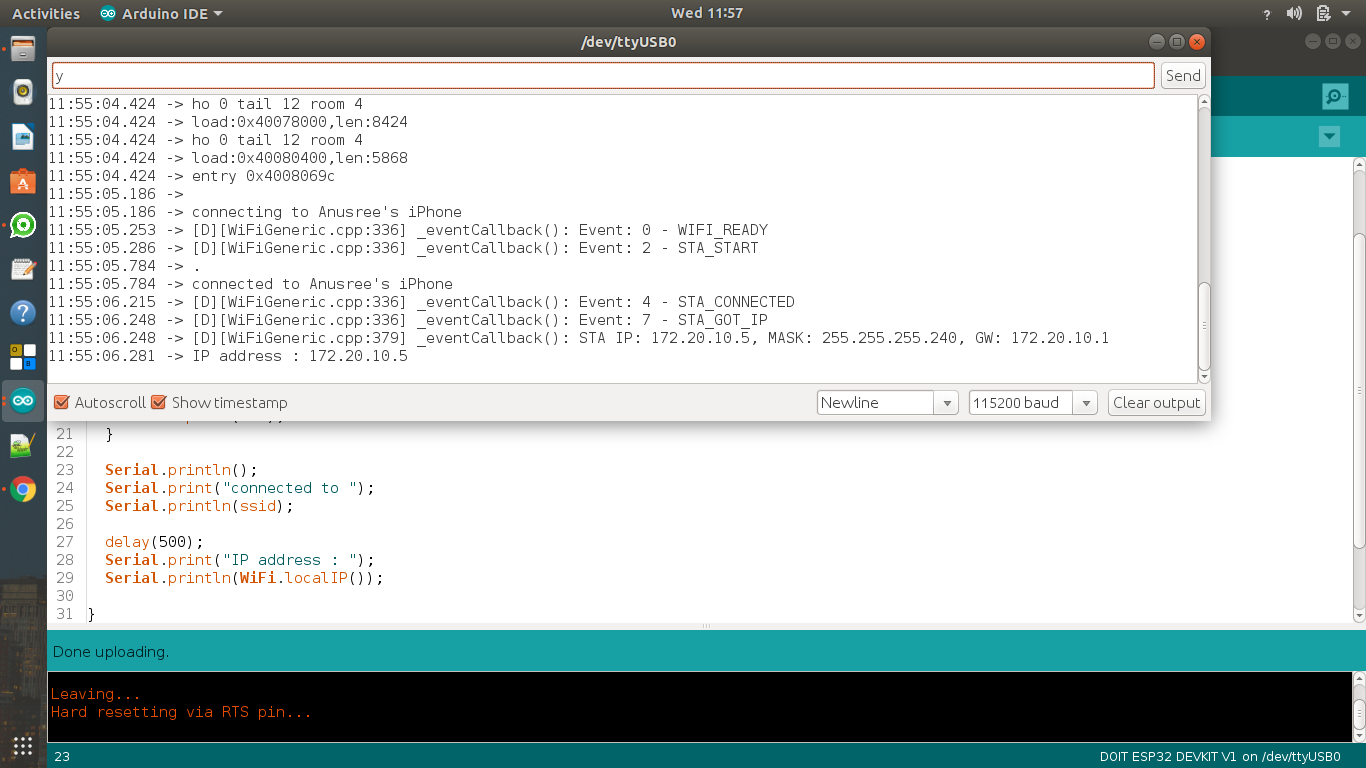 Activities Arduino IDE Wed 11:57 ?
/dev/ttyUSB0
y Send
11:55:04.424 -> ho 0 tail 12 room 4
11:55:04.424 -> load:0x40078000,len:8424
11:55:04.424 -> ho 0 tail 12 room 4
11:55:04.424 -> load:0x40080400,len:5868
11:55:04.424 -> entry 0x4008069c
11:55:05.186 ->
11:55:05.186 -> connecting to Anusree's iPhone
11:55:05.253 -> [D][WiFiGeneric.cpp:336] _eventCallback(): Event: 0 - WIFI_READY
11:55:05.286 -> [D][WiFiGeneric.cpp:336] _eventCallback(): Event: 2 - STA_START
11:55:05.784 -> .
11:55:05.784 -> connected to Anusree's iPhone
11:55:06.215 -> [D][WiFiGeneric.cpp:336] _eventCallback(): Event: 4 - STA_CONNECTED
11:55:06.248 -> [D][WiFiGeneric.cpp:336] _eventCallback(): Event: 7 - STA_GOT_IP
11:55:06.248 -> [D][WiFiGeneric.cpp:379] _eventCallback(): STA IP: 172.20.10.5, MASK: 255.255.255.240, GW: 172.20.10.1
11:55:06.281 -> IP address : 172.20.10.5
Autoscroll Show timestamp Newline 115200 baud Clear output
21 }
22
23 Serial.println();
24 Serial.print("connected to ");
25 Serial.println(ssid);
26
27 delay(500);
28 Serial.print("IP address : ");
29 Serial.println(WiFi.localIP());
30
31 }
Done uploading.
Leaving...
Hard resetting via RTS pin...
23 DOIT ESP32 DEVKIT V1 on /dev/ttyUSB0